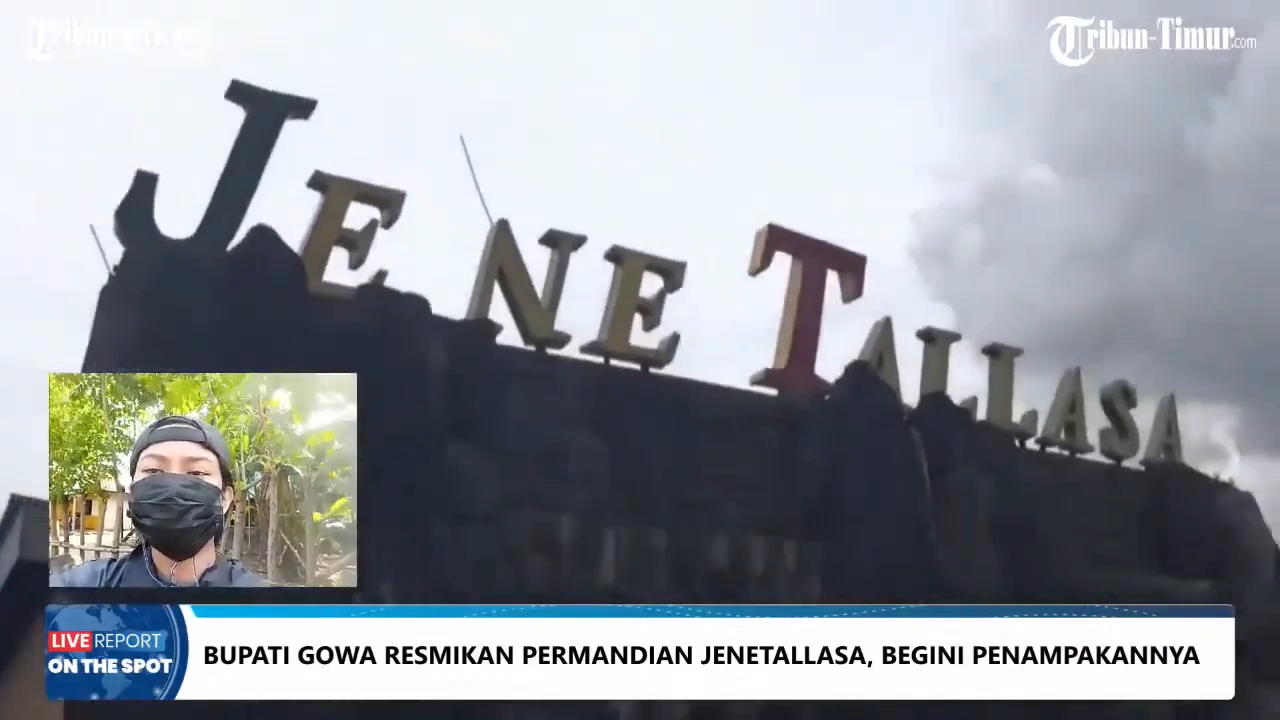 Tribun-Timur.com
JENE TALLASA
LIVE REPORT
ON THE SPOT
BUPATI GOWA RESMIKAN PERMANDIAN JENETALLASA, BEGINI PENAMPAKANNYA